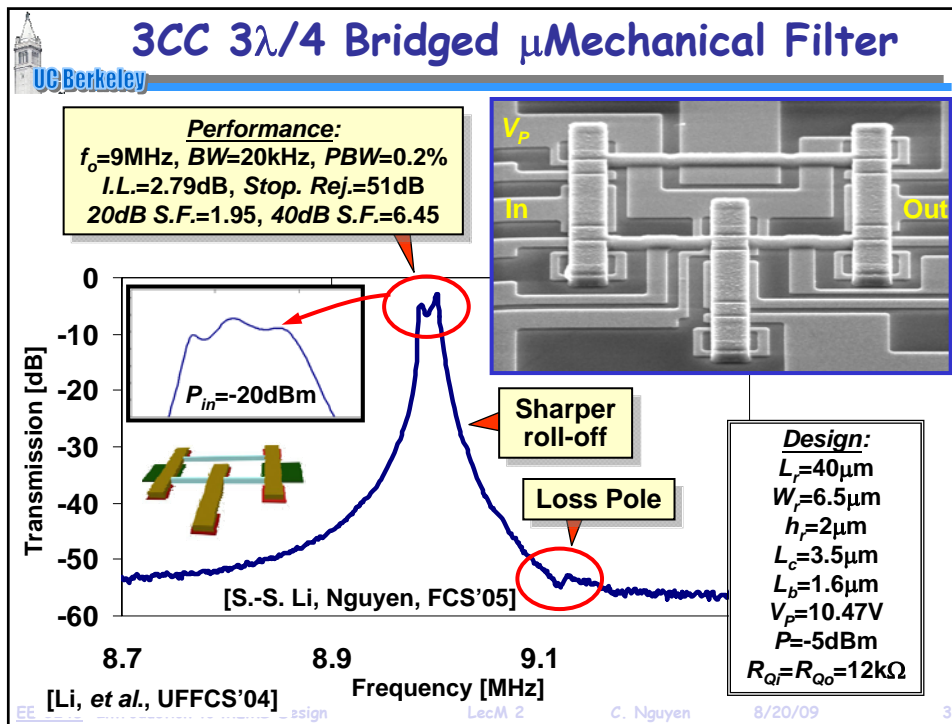 3CC 3λ/4 Bridged μMechanical Filter
UC Berkeley
Performance:
fo=9MHz, BW=20kHz, PBW=0.2%
I.L.=2.79dB, Stop. Rej.=51dB
20dB S.F.=1.95, 40dB S.F.=6.45
VP
In
Out
0
-10
-20
-30
-40
-50
-60
Transmission [dB]
Pin=-20dBm
Sharper
roll-off
Loss Pole
[S.-S. Li, Nguyen, FCS'05]
Design:
Lr=40μm
Wr=6.5μm
hr=2μm
Lc=3.5μm
Lb=1.6μm
VP=10.47V
P=-5dBm
RQi=RQo=12kΩ
8.7
8.9
9.1
Frequency [MHz]
[Li, et al., UFFCS'04]
EE
Design
LecM 2
C. Nguyen
8/20/09
3